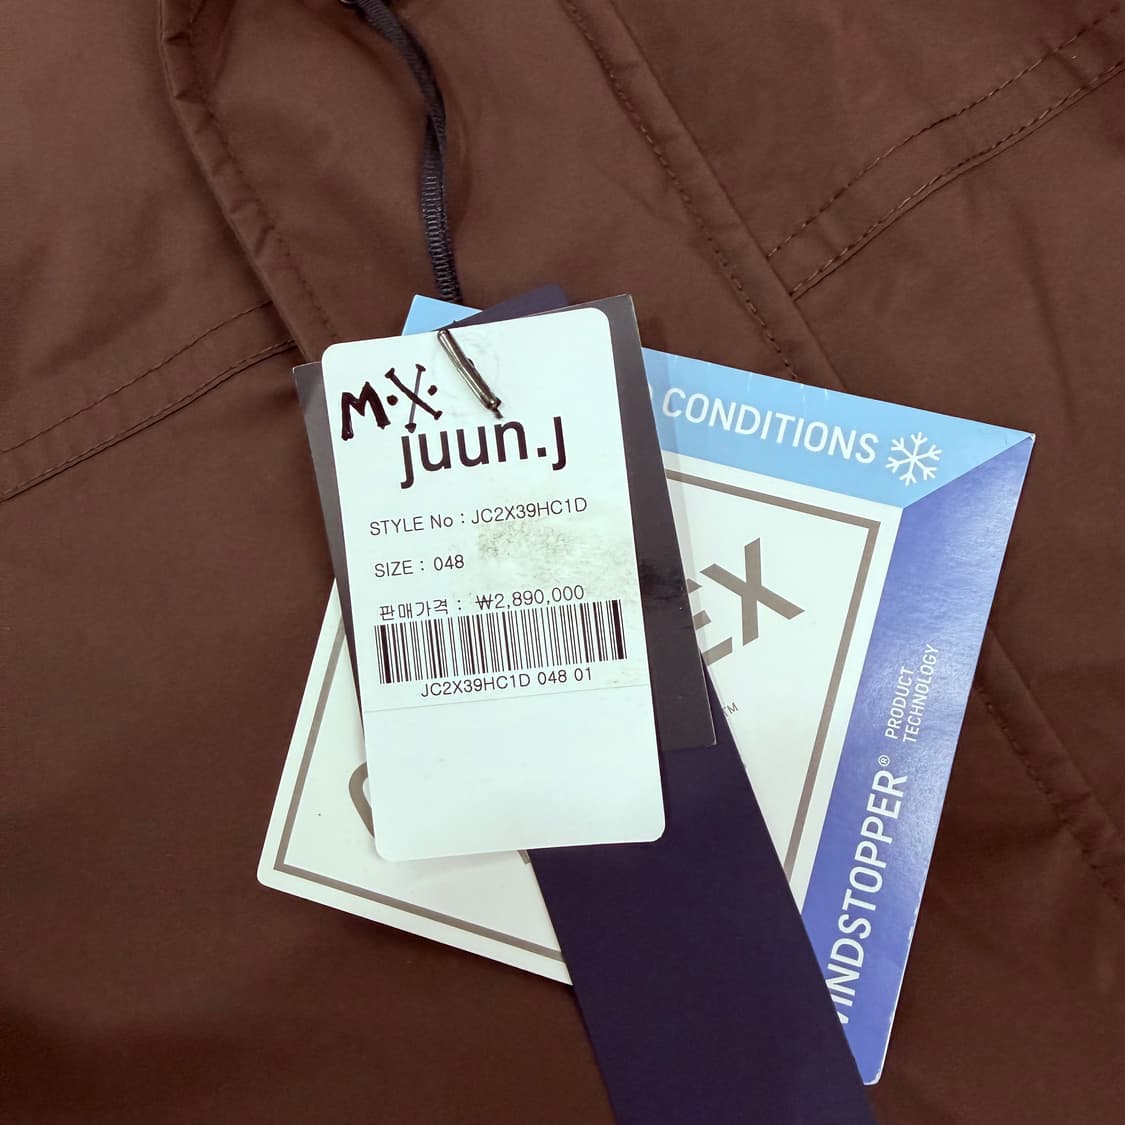 M·X·
juun.J
STYLE No : JC2X39HC1D
SIZE : 048
판매가격 : ₩2,890,000
JC2X39HC1D 048 01
CONDITIONS
EX
™
WINDSTOPPER®
PRODUCT
TECHNOLOGY